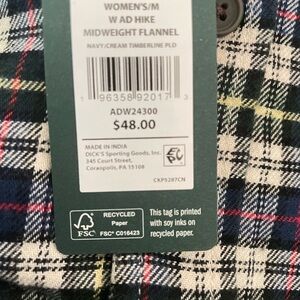 WOMEN'S/M
W AD HIKE
MIDWEIGHT FLANNEL
NAVY/CREAM TIMBERLINE PLD
1 96358 92017 3
ADW24300
$48.00
MADE IN INDIA
DICK'S Sporting Goods, Inc.
345 Court Street,
Coraopolis, PA 15108
CKP5287CN
FSC
RECYCLED
Paper
FSC® C016423
This tag is printed
with soy inks on
recycled paper.